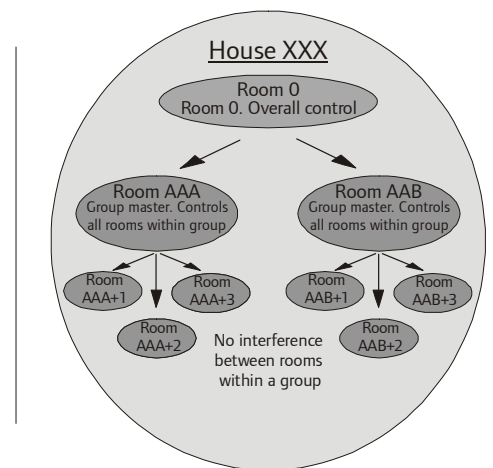 House XXX
Room 0
Room 0. Overall control
Room AAA
Group master. Controls
all rooms within group
Room AAB
Group master. Controls
all rooms within group
Room
AAA+1
Room
AAA+3
Room
AAA+2
Room
AAB+1
Room
AAB+3
Room
AAB+2
No interference
between rooms
within a group